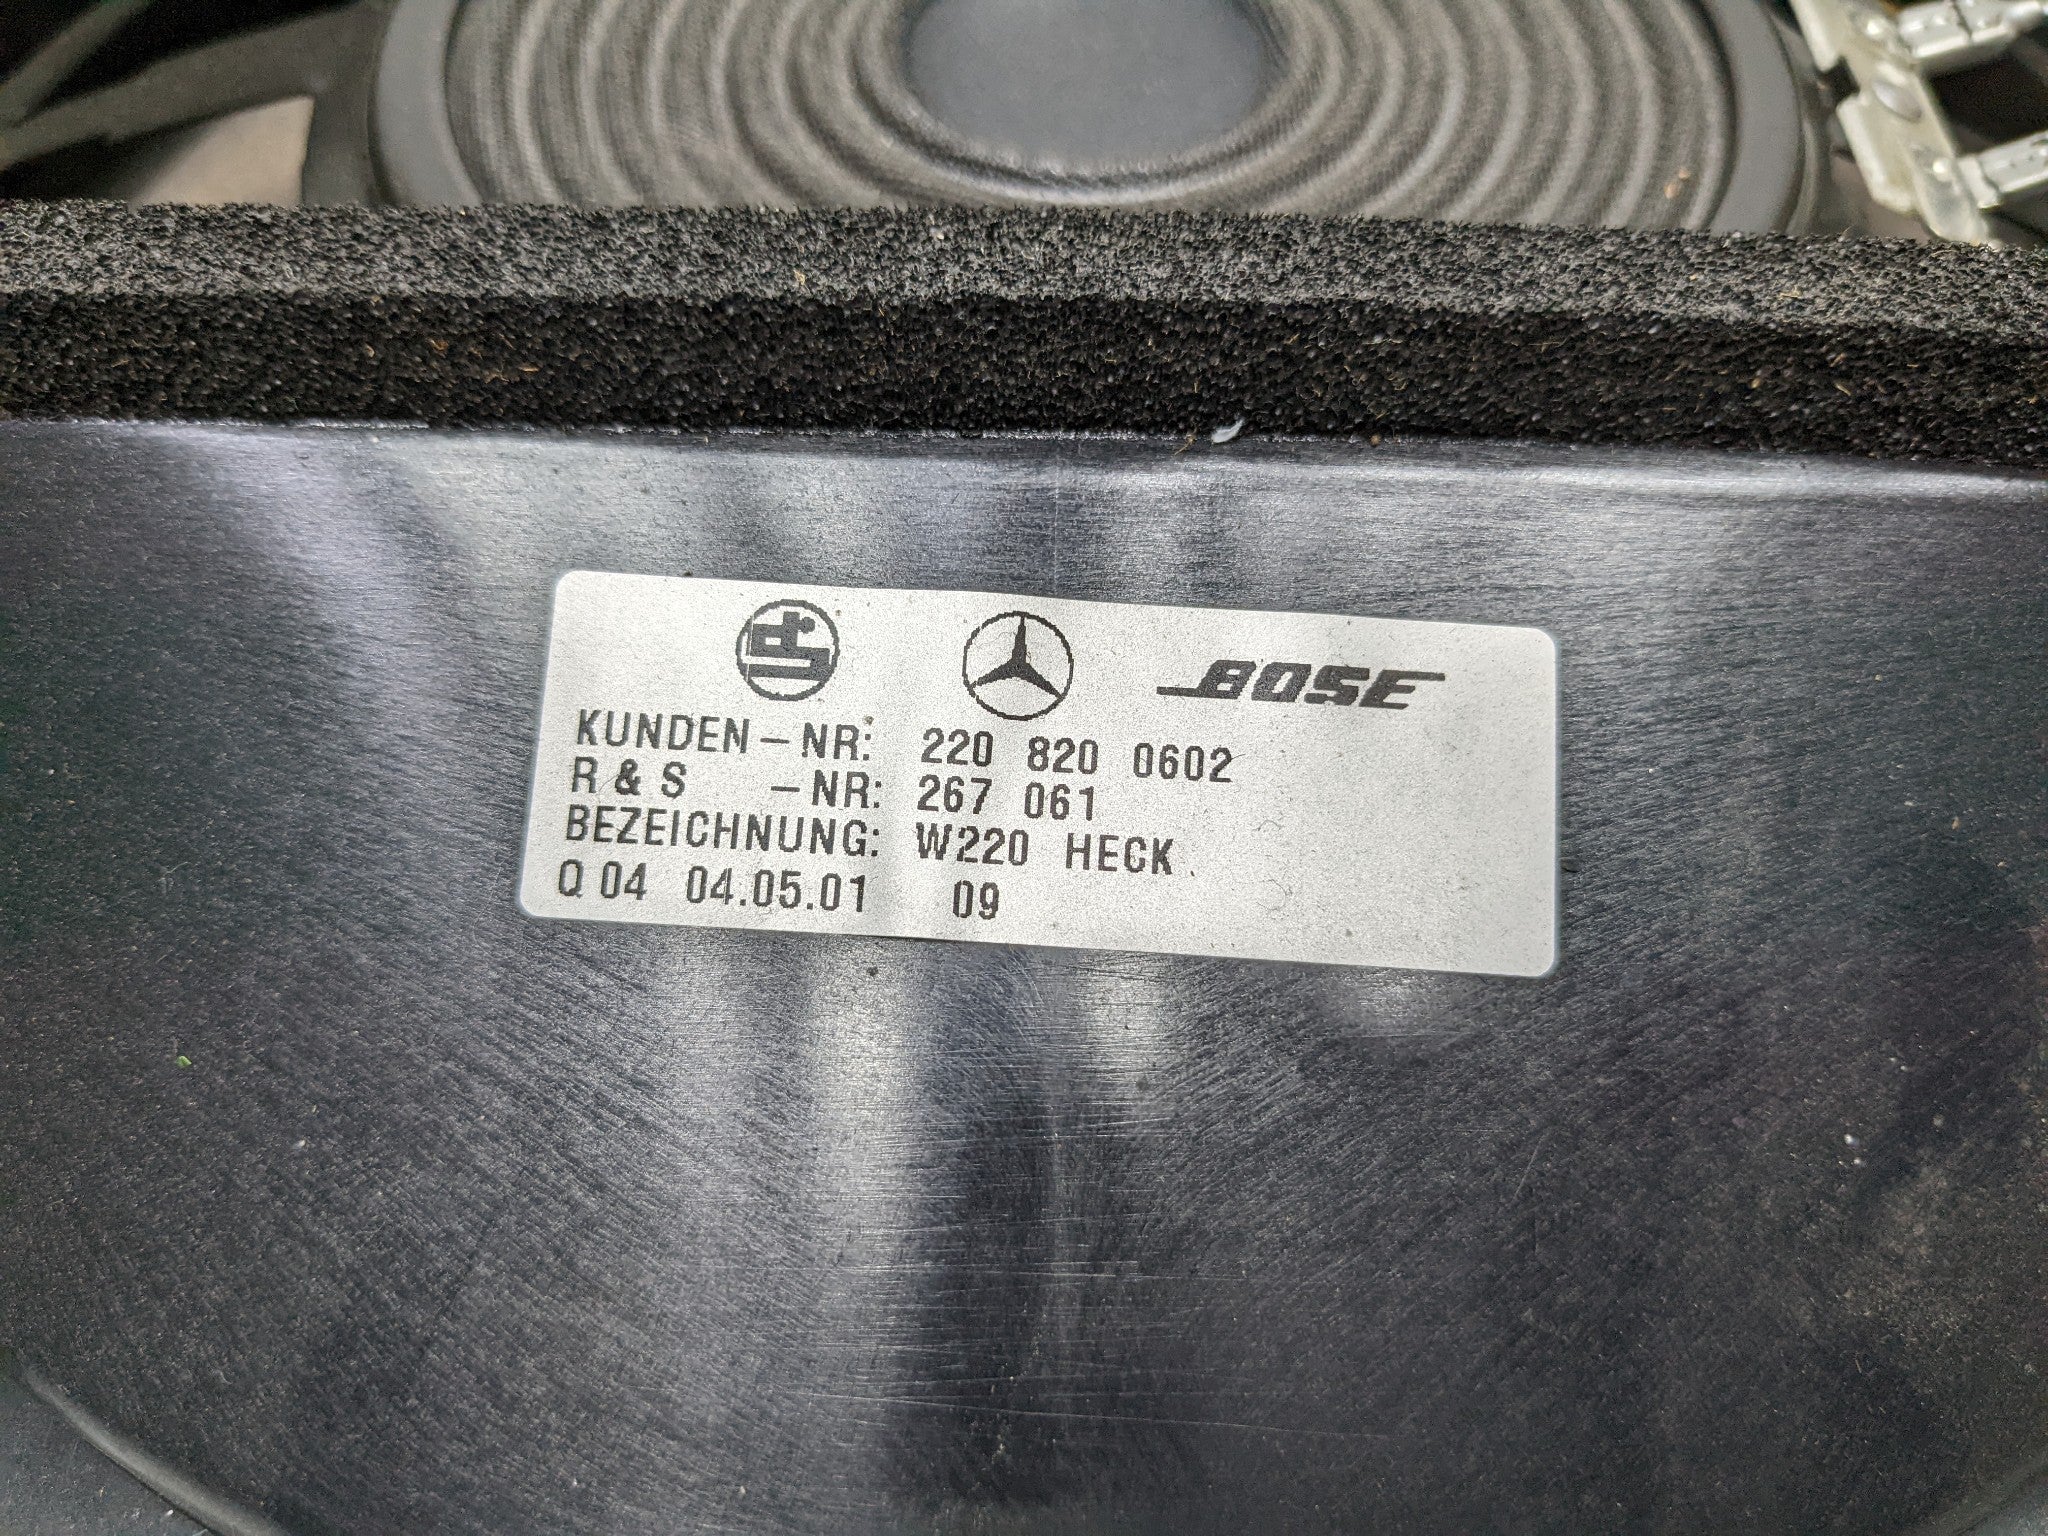 BOSE
KUNDEN-NR: 220 820 0602
R & S -NR: 267 061
BEZEICHNUNG: W220 HECK
Q 04 04.05.01 09